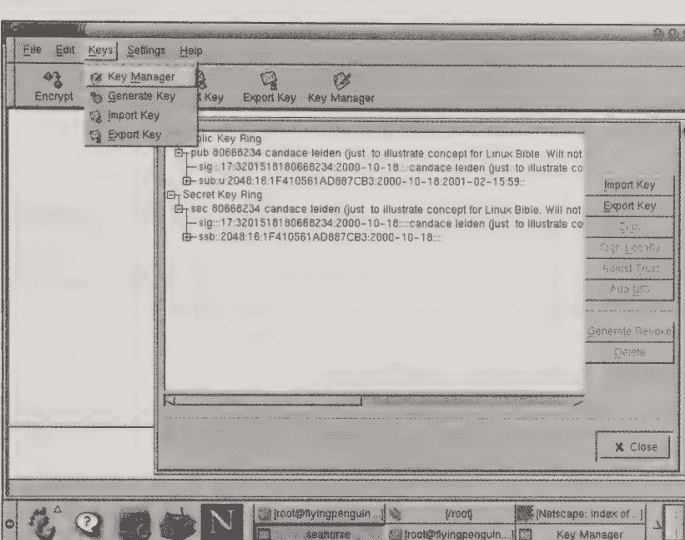 File Edit Keys Settings Help
Key Manager
Generate Key
Import Key
Export Key
Encrypt Key Export Key Key Manager
blic Key Ring
pub 80668234 candace leiden (just to illustrate concept for Linux Bible Will not
sig:::17:3201518180668234:2000-10-18::::candace leiden (just to illustrate co
sub:u:2048:16:1F410561AD887CB3:2000-10-18:2001-02-15:59::
Secret Key Ring
sec 80668234 candace leiden (just to illustrate concept for Linux Bible. Will not
sig:::17:3201518180668234:2000-10-18::::candace leiden (just to illustrate co
ssb::2048:16:1F410561AD887CB3:2000-10-18::::
Import Key
Export Key
Sign
Sign Locally
Adjust Trust
Add UID
Generate Revoke
Delete
X Close
N
[root@flyingpenguin...] [/root] [Netscape: Index of ..]
seahorse [root@flyingpenguin... Key Manager